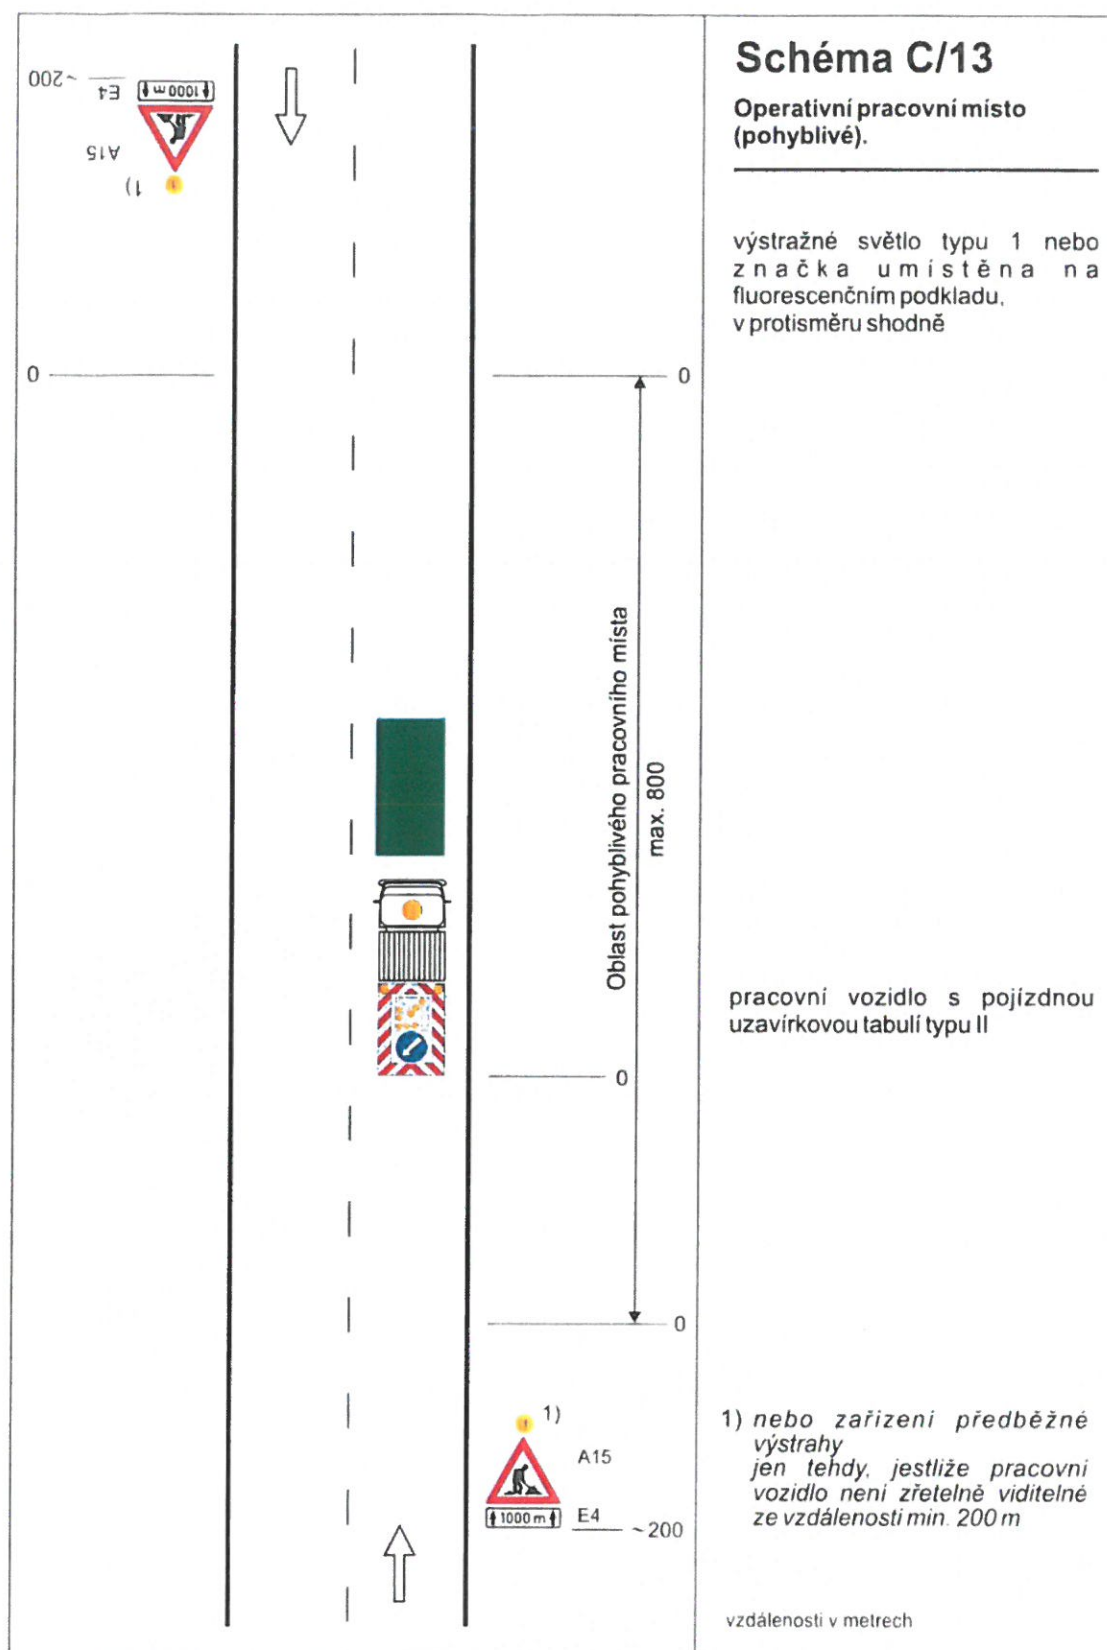 Schéma C/13
Operativní pracovní místo
(pohyblivé).
výstražné světlo typu 1 nebo
značka umístěna na
fluorescenčním podkladu,
v protisměru shodně
~200
E4
1000 m
A15
1)
0
0
Oblast pohyblivého pracovního místa
max. 800
pracovní vozidlo s pojízdnou
uzavírkovou tabulí typu II
0
0
1)
A15
1000 m
E4
~200
1) nebo zařízení předběžné
výstrahy
jen tehdy, jestliže pracovní
vozidlo není zřetelně viditelné
ze vzdálenosti min. 200 m
vzdálenosti v metrech